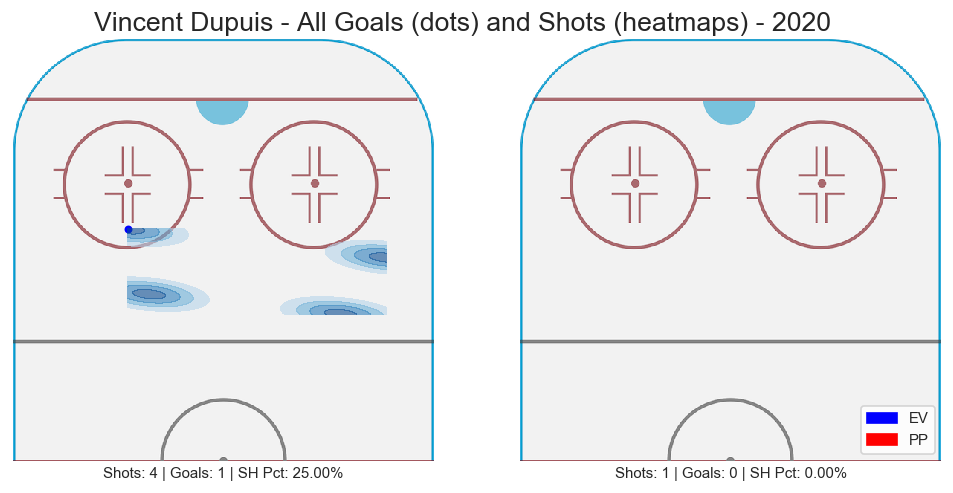 Vincent Dupuis - All Goals (dots) and Shots (heatmaps) - 2020
EV
PP
Shots: 4 | Goals: 1 | SH Pct: 25.00%
Shots: 1 | Goals: 0 | SH Pct: 0.00%